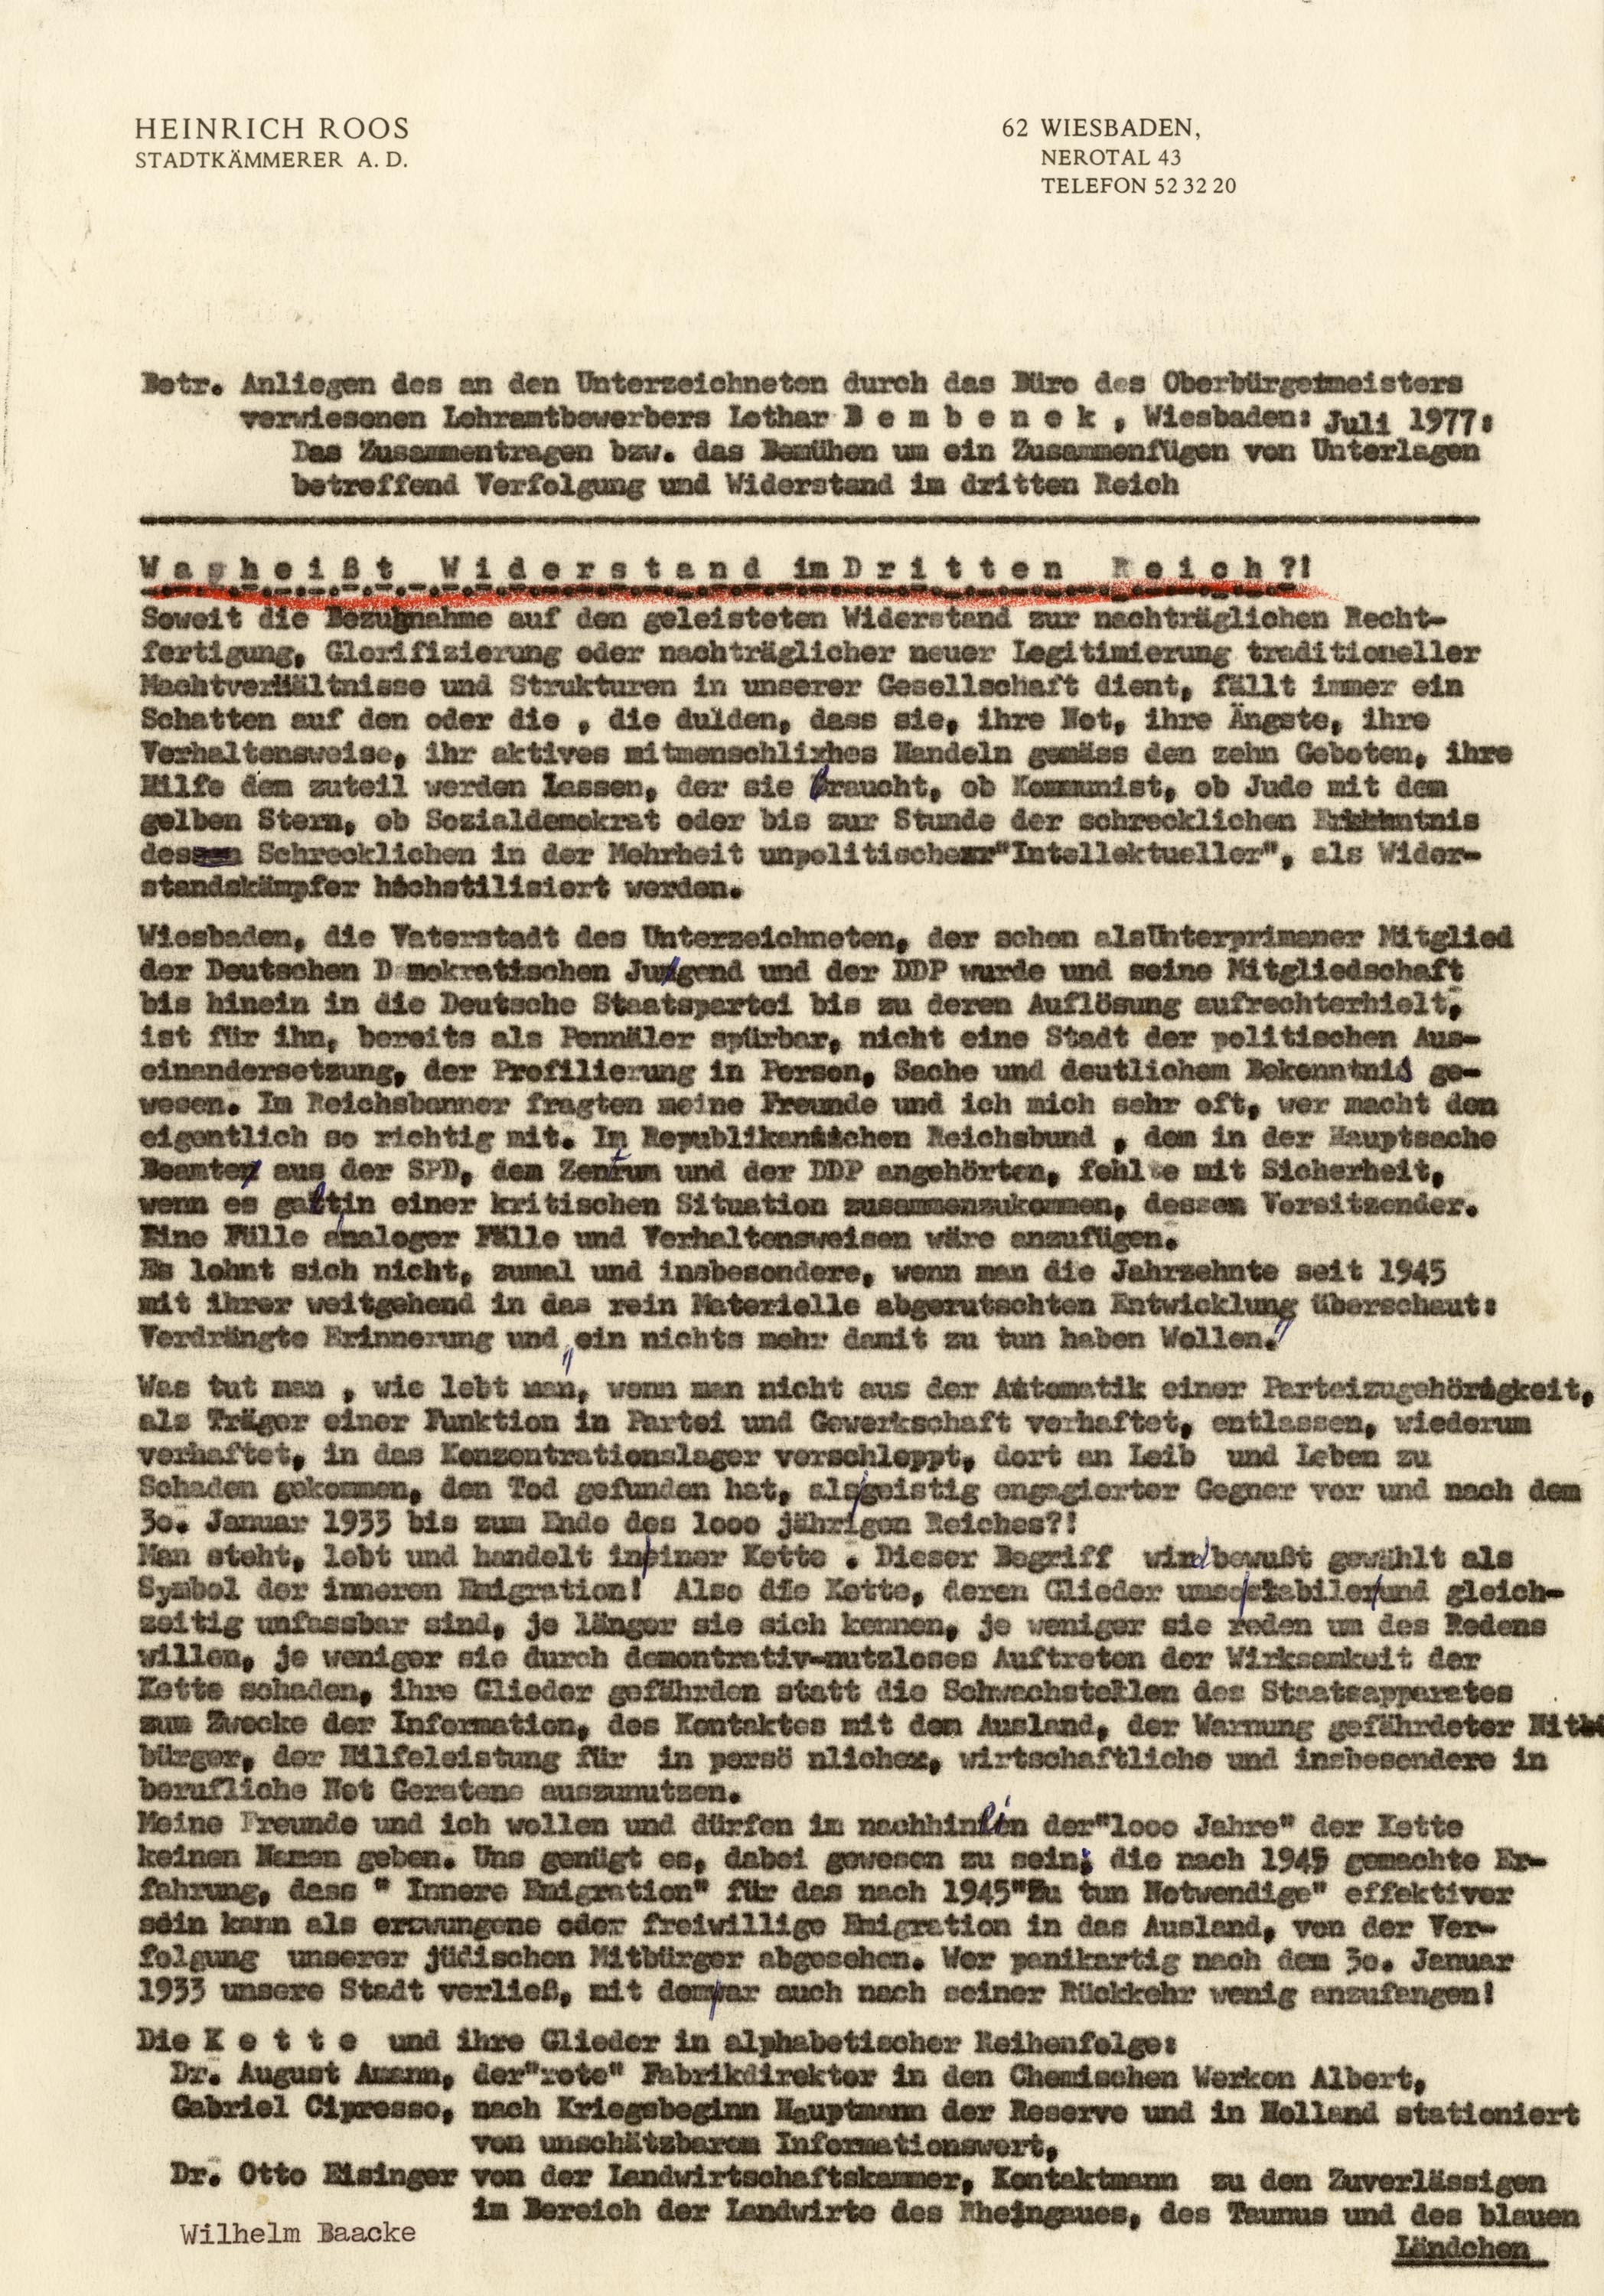 HEINRICH ROOS
STADTKÄMMERER A. D.
62 WIESBADEN,
NEROTAL 43
TELEFON 52 32 20
Betr. Anliegen des an den Unterzeichneten durch das Büro des Oberbürgermeisters
verwiesenen Lehramtbewerbers Lothar B e m b e n e k , Wiesbaden: Juli 1977:
Das Zusammentragen bzw. das Bemühen um ein Zusammenfügen von Unterlagen
betreffend Verfolgung und Widerstand im dritten Reich
W a s h e i ß t W i d e r s t a n d im D r i t t e n R e i c h ?!
Soweit die Bezugnahme auf den geleisteten Widerstand zur nachträglichen Recht-
fertigung, Glorifizierung oder nachträglicher neuer Legitimierung traditioneller
Machtverhältnisse und Strukturen in unserer Gesellschaft dient, fällt immer ein
Schatten auf den oder die , die dulden, dass sie, ihre Not, ihre Ängste, ihre
Verhaltensweise, ihr aktives mitmenschlixhes Handeln gemäss den zehn Geboten, ihre
Hilfe dem zuteil werden lassen, der sie braucht, ob Kommunist, ob Jude mit dem
gelben Stern, ob Sozialdemokrat oder bis zur Stunde der schrecklichen Erkenntnis
des Schrecklichen in der Mehrheit unpolitischer "Intellektueller", als Wider-
standskämpfer hochstilisiert werden.
Wiesbaden, die Vaterstadt des Unterzeichneten, der schon alsUnterprimaner Mitglied
der Deutschen Demokratischen Jugend und der DDP wurde und seine Mitgliedschaft
bis hinein in die Deutsche Staatspartei bis zu deren Auflösung aufrechterhielt,
ist für ihn, bereits als Pennäler spürbar, nicht eine Stadt der politischen Aus-
einandersetzung, der Profilierung in Person, Sache und deutlichem Bekenntnis ge-
wesen. Im Reichsbanner fragten meine Freunde und ich mich sehr oft, wer macht den
eigentlich so richtig mit. Im Republikanischen Reichsbund , dem in der Hauptsache
Beamte aus der SPD, dem Zentrum und der DDP angehörten, fehlte mit Sicherheit,
wenn es galt in einer kritischen Situation zusammenzukommen, dessen Vorsitzender.
Eine Fülle analoger Fälle und Verhaltensweisen wäre anzufügen.
Es lohnt sich nicht, zumal und insbesondere, wenn man die Jahrzehnte seit 1945
mit ihrer weitgehend in das rein Materielle abgerutschten Entwicklung überschaut:
Verdrängte Erinnerung und „ein nichts mehr damit zu tun haben Wollen."
Was tut man , wie lebt man, wenn man nicht aus der Automatik einer Parteizugehörigkeit,
als Träger einer Funktion in Partei und Gewerkschaft verhaftet, entlassen, wiederum
verhaftet, in das Konzentrationslager verschleppt, dort an Leib und Leben zu
Schaden gekommen, den Tod gefunden hat, als geistig engagierter Gegner vor und nach dem
3o. Januar 1933 bis zum Ende des 1ooo jährigen Reiches?!
Man steht, lebt und handelt in einer Kette . Dieser Begriff wird bewußt gewählt als
Symbol der inneren Emigration! Also die Kette, deren Glieder umso stabiler und gleich-
zeitig unfassbar sind, je länger sie sich kennen, je weniger sie reden um des Redens
willen, je weniger sie durch demontrativ-nutzloses Auftreten der Wirksamkeit der
Kette schaden, ihre Glieder gefährden statt die Schwachstellen des Staatsapparates
zum Zwecke der Information, des Kontaktes mit dem Ausland, der Warnung gefährdeter Mit
bürger, der Hilfeleistung für in persö nliche, wirtschaftliche und insbesondere in
berufliche Not Geratene auszunutzen.
Meine Freunde und ich wollen und dürfen im nachhinein der"1ooo Jahre" der Kette
keinen Namen geben. Uns genügt es, dabei gewesen zu sein; die nach 1945 gemachte Er-
fahrung, dass " Innere Emigration" für das nach 1945"Zu tun Notwendige" effektiver
sein kann als erzwungene oder freiwillige Emigration in das Ausland, von der Ver-
folgung unserer jüdischen Mitbürger abgesehen. Wer panikartig nach dem 3o. Januar
1933 unsere Stadt verließ, mit dem war auch nach seiner Rückkehr wenig anzufangen!
Die K e t t e und ihre Glieder in alphabetischer Reihenfolge:
Dr. August Amann, der"rote" Fabrikdirektor in den Chemischen Werken Albert,
Gabriel Cipresso, nach Kriegsbeginn Hauptmann der Reserve und in Holland stationiert
von unschätzbarem Informationswert,
Dr. Otto Eisinger von der Landwirtschaftskammer, Kontaktmann zu den Zuverlässigen
im Bereich der Landwirte des Rheingaues, des Taunus und des blauen
Ländchen
Wilhelm Baacke